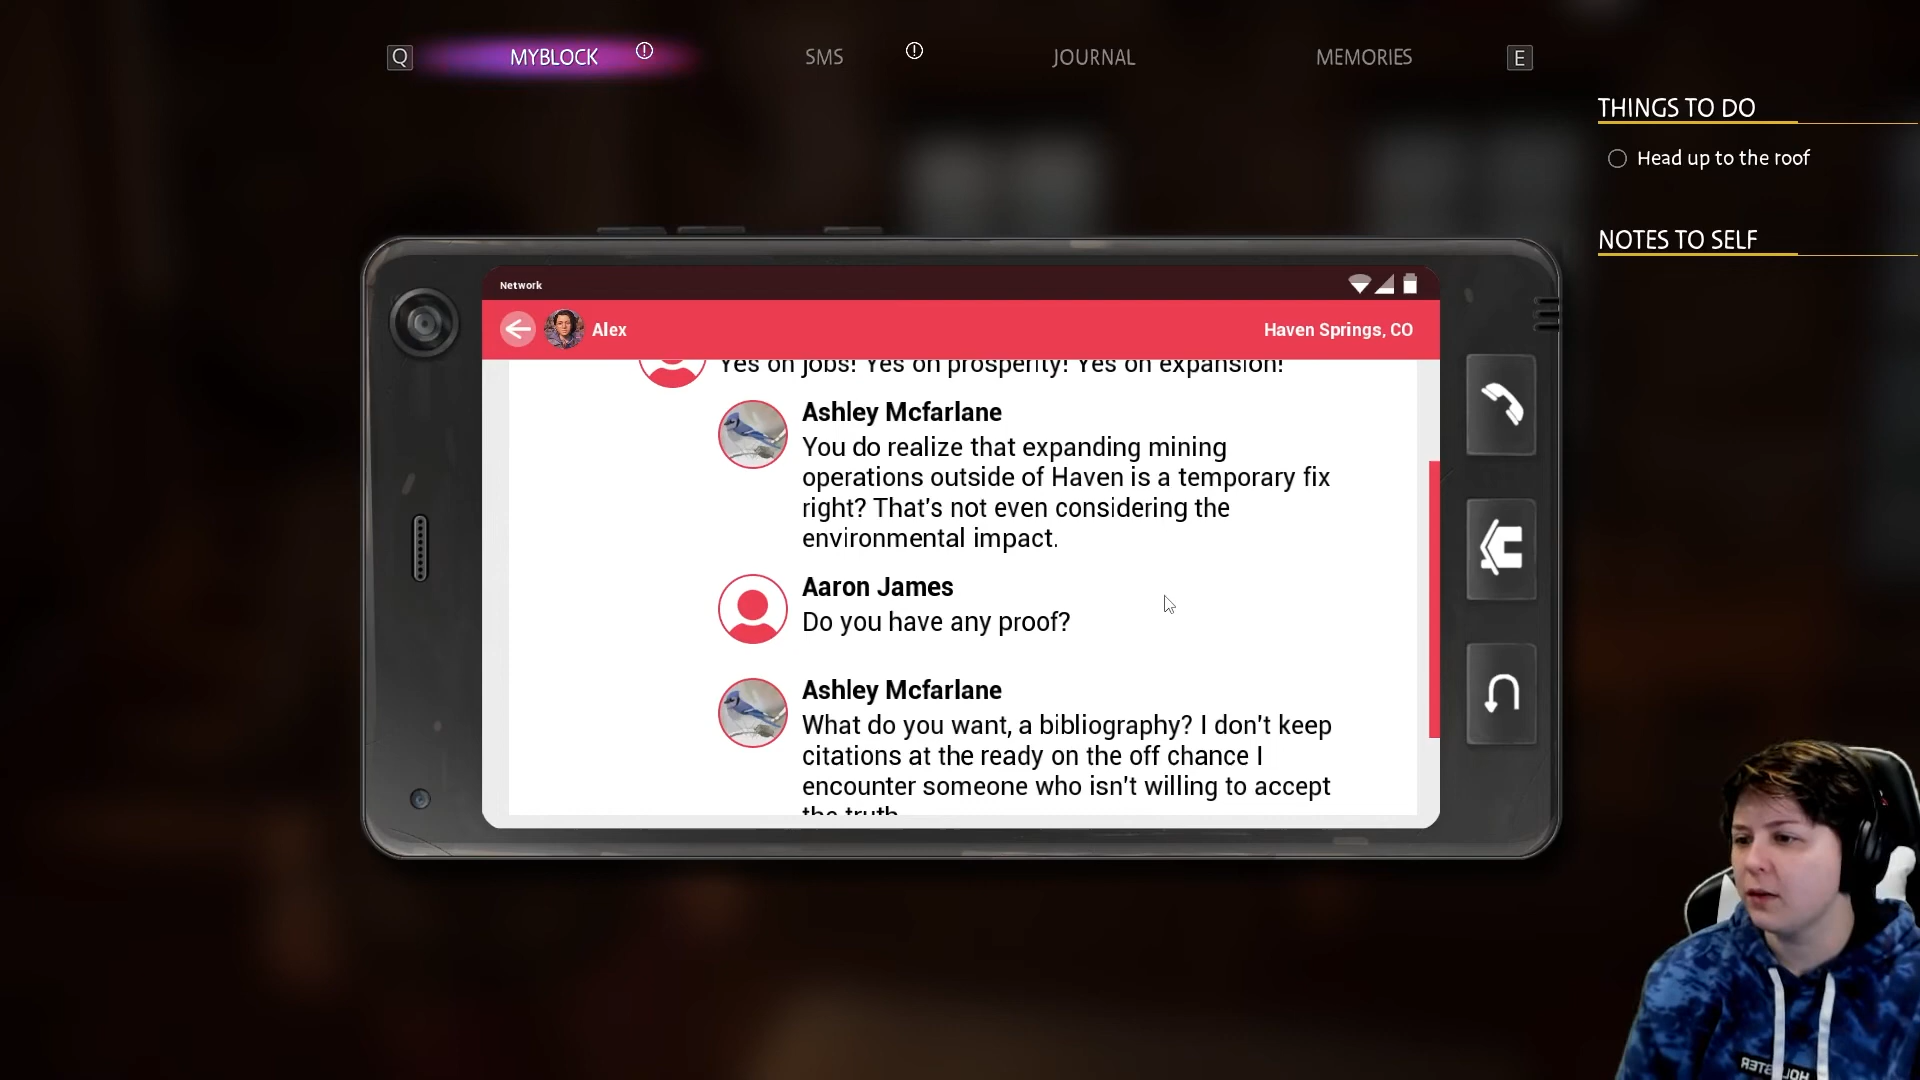 Q
MYBLOCK
SMS
JOURNAL
MEMORIES
E
THINGS TO DO
Head up to the roof
NOTES TO SELF
Network
Alex
Haven Springs, CO
Yes on jobs! Yes on prosperity! Yes on expansion!
Ashley Mcfarlane
You do realize that expanding mining
operations outside of Haven is a temporary fix
right? That's not even considering the
environmental impact.
Aaron James
Do you have any proof?
Ashley Mcfarlane
What do you want, a bibliography? I don't keep
citations at the ready on the off chance I
encounter someone who isn't willing to accept
the truth